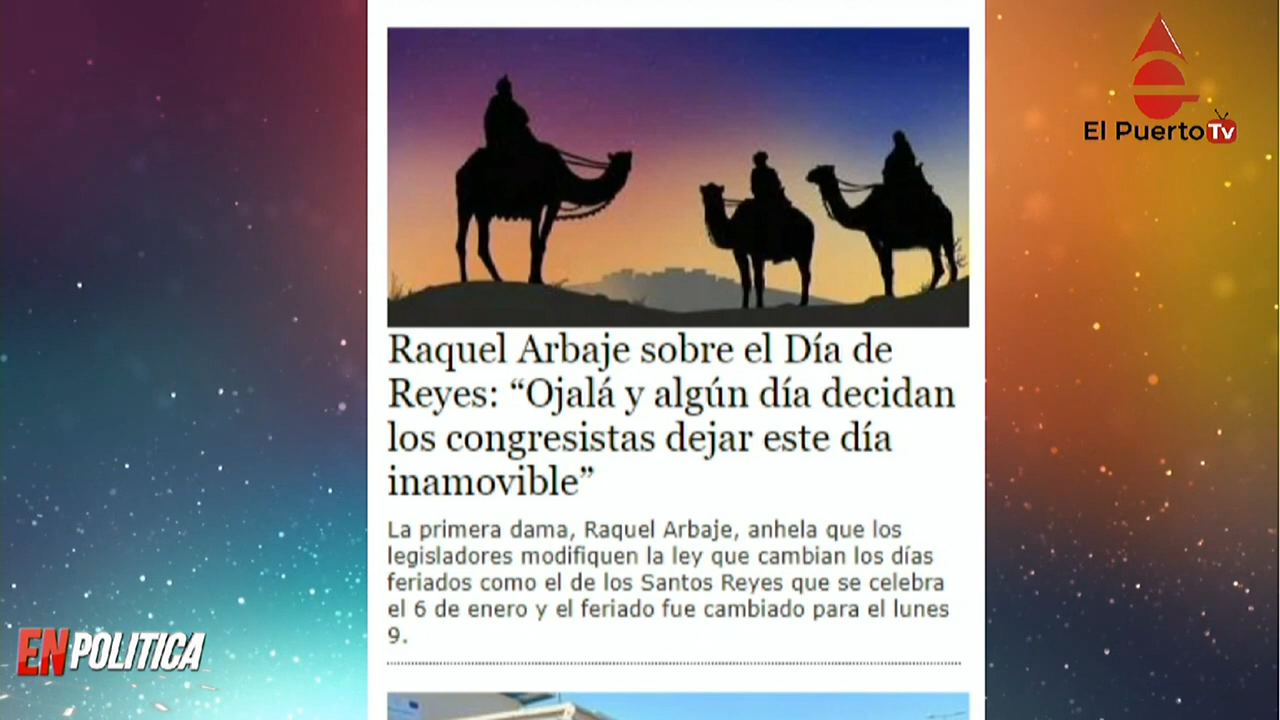 El Puerto Tv
Raquel Arbaje sobre el Día de
Reyes: “Ojalá y algún día decidan
los congresistas dejar este día
inamovible”
La primera dama, Raquel Arbaje, anhela que los
legisladores modifiquen la ley que cambian los días
feriados como el de los Santos Reyes que se celebra
el 6 de enero y el feriado fue cambiado para el lunes
9.
EN POLITICA